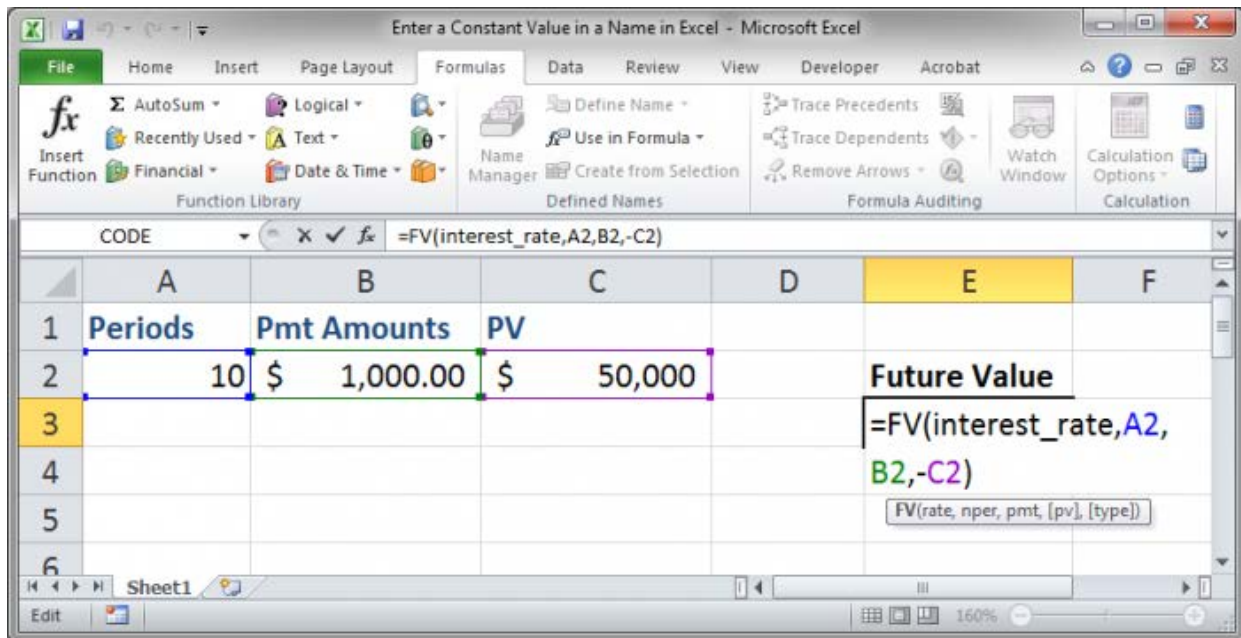 Enter a Constant Value in a Name in Excel - Microsoft Excel
File Home Insert Page Layout Formulas Data Review View Developer Acrobat
fx Σ AutoSum Logical Define Name Trace Precedents
Recently Used Text Use in Formula Trace Dependents
Insert Function Financial Date & Time Name Manager Create from Selection Remove Arrows Watch Window Calculation Options
Function Library Defined Names Formula Auditing Calculation
CODE fx =FV(interest_rate,A2,B2,-C2)
A B C D E F
1 Periods Pmt Amounts PV
2 10 $ 1,000.00 $ 50,000 Future Value
3 =FV(interest_rate,A2,
4 B2,-C2)
5 FV(rate, nper, pmt, [pv], [type])
6
Sheet1
Edit 160%